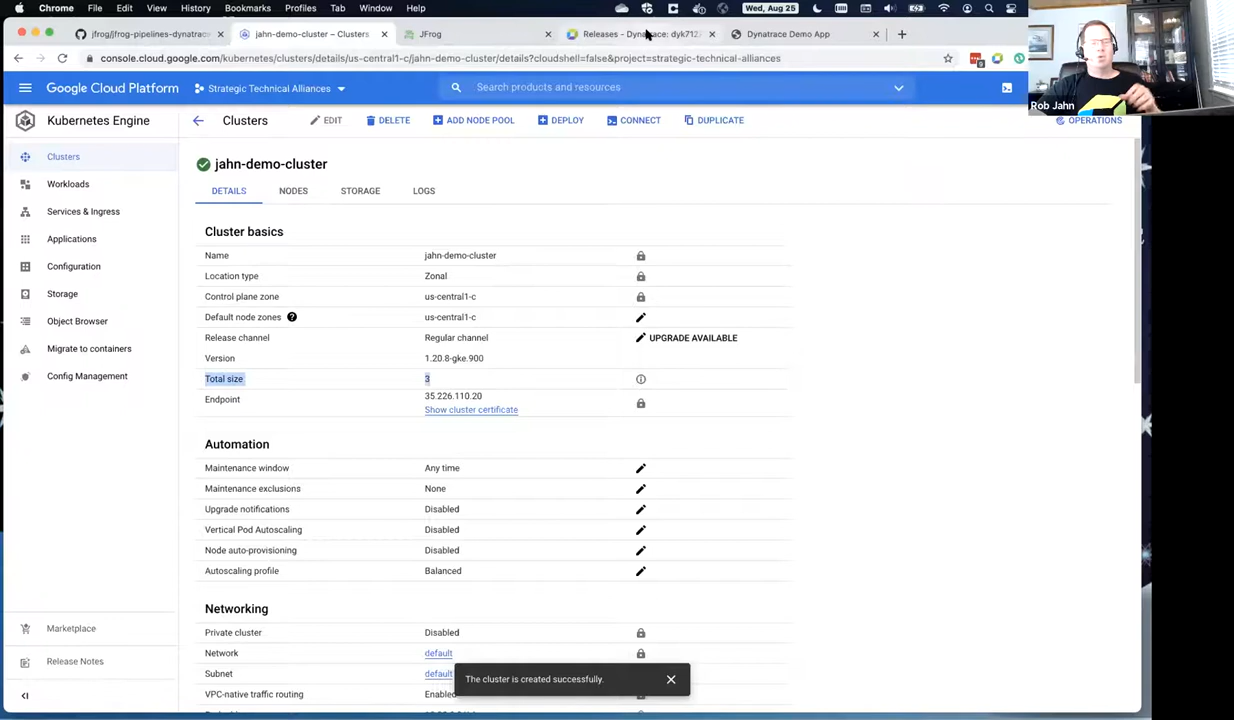 Chrome File Edit View History Bookmarks Profiles Tab Window Help Wed, Aug 25
jfrog/jfrog-pipelines-dynatrace
jahn-demo-cluster – Clusters
JFrog
Releases - Dynatrace: dyk712
Dynatrace Demo App
console.cloud.google.com/kubernetes/clusters/details/us-central1-c/jahn-demo-cluster/details?cloudshell=false&project=strategic-technical-alliances
Google Cloud Platform
Strategic Technical Alliances
Search products and resources
Rob Jahn
Kubernetes Engine
Clusters
EDIT
DELETE
ADD NODE POOL
DEPLOY
CONNECT
DUPLICATE
OPERATIONS
Clusters
Workloads
Services & Ingress
Applications
Configuration
Storage
Object Browser
Migrate to containers
Config Management
Marketplace
Release Notes
jahn-demo-cluster
DETAILS NODES STORAGE LOGS
Cluster basics
Name jahn-demo-cluster
Location type Zonal
Control plane zone us-central1-c
Default node zones us-central1-c
Release channel Regular channel UPGRADE AVAILABLE
Version 1.20.8-gke.900
Total size 3
Endpoint 35.226.110.20
Show cluster certificate
Automation
Maintenance window Any time
Maintenance exclusions None
Upgrade notifications Disabled
Vertical Pod Autoscaling Disabled
Node auto-provisioning Disabled
Autoscaling profile Balanced
Networking
Private cluster Disabled
Network default
Subnet default
VPC-native traffic routing Enabled
The cluster is created successfully.